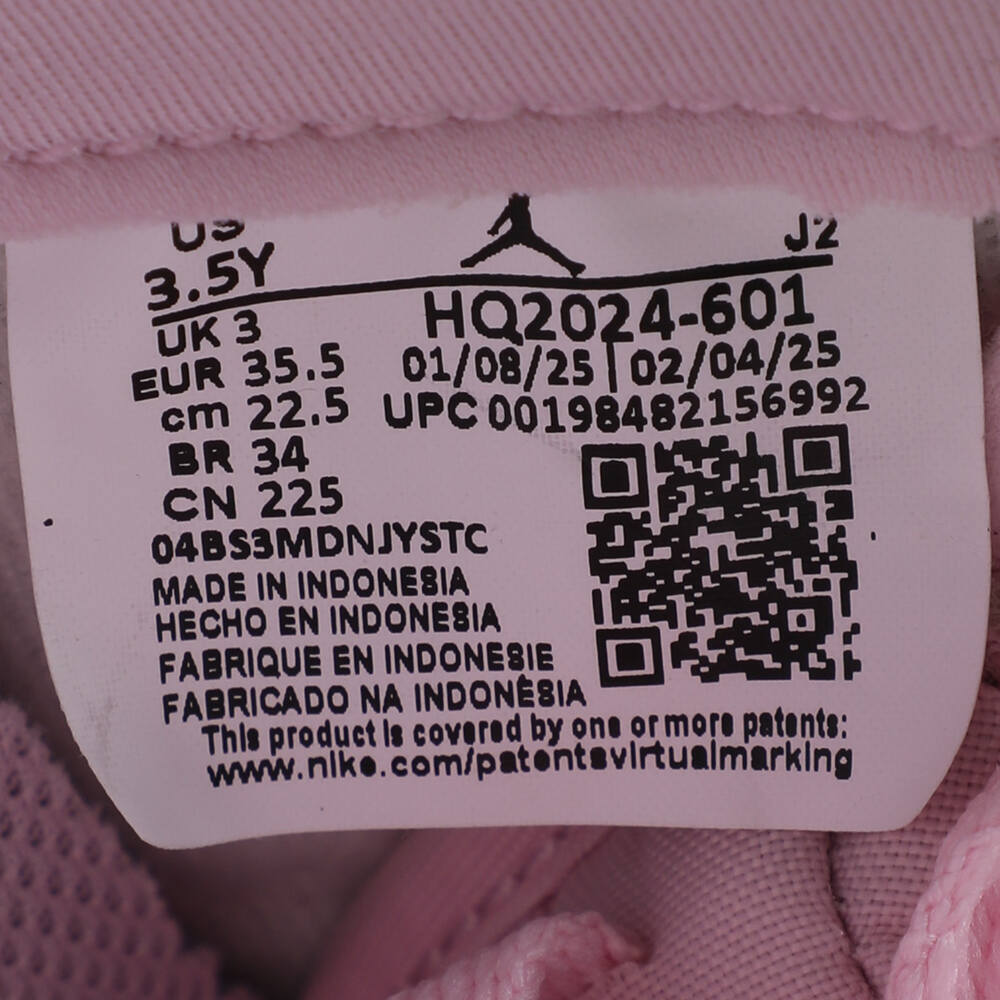 US
J2
3.5Y
HQ2024-601
UK 3
01/08/25 | 02/04/25
EUR 35.5
UPC 00198482156992
cm 22.5
BR 34
CN 225
04BS3MDNJYSTC
MADE IN INDONESIA
HECHO EN INDONESIA
FABRIQUE EN INDONESIE
FABRICADO NA INDONÉSIA
This product is covered by one or more patents:
www.nike.com/patentsvirtualmarking